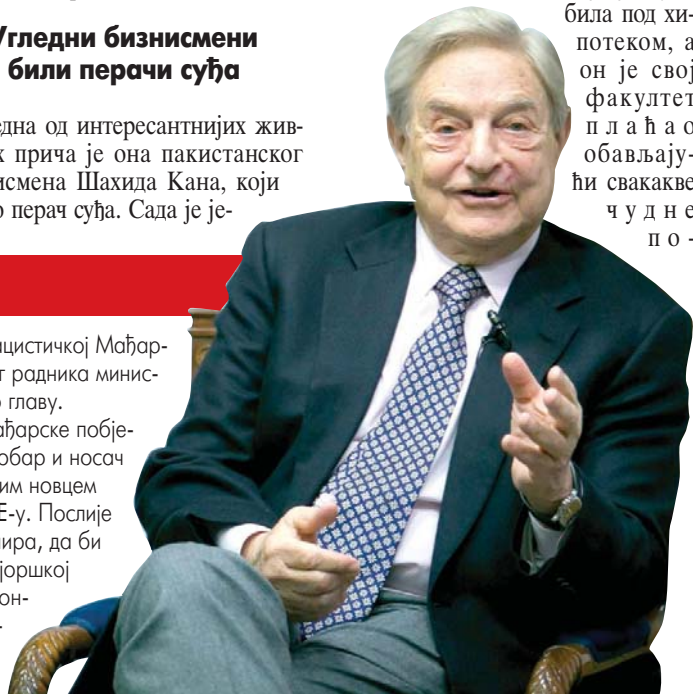 Угледни бизнисмени
били перачи суђа
една од интересантнијих жив-
х прича је она пакистанског
исмена Шахида Кана, који
о перач суђа. Сада је је-
ацистичкој Мађар-
г радника минис-
о главу.
ађарске побје-
обар и носач
им новцем
Е-у. Послије
мира, да би
јоршкој
он-
била под хи-
потеком, а
он је свој
факултет
плаћао
обављају-
ћи свакакве
чудне
по-